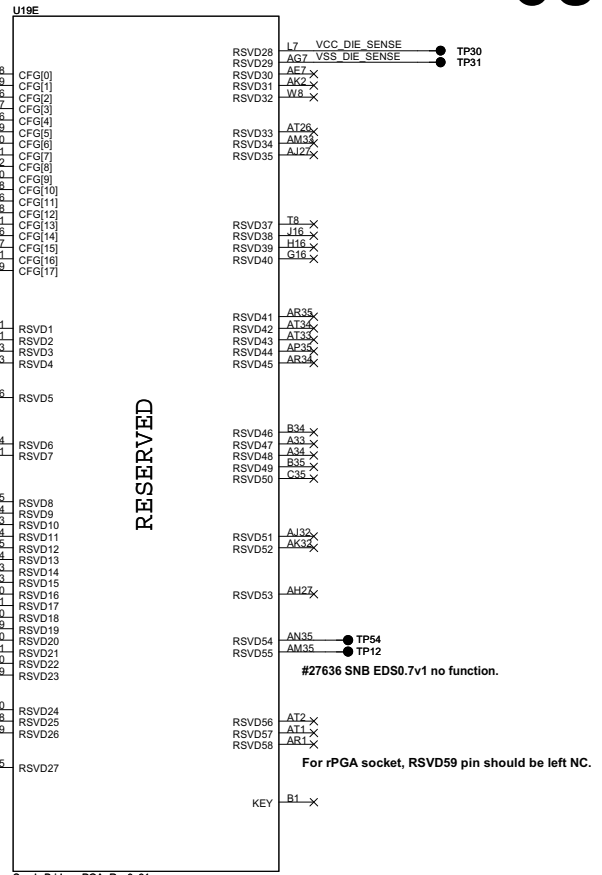 U19E
CFG[0]
CFG[1]
CFG[2]
CFG[3]
CFG[4]
CFG[5]
CFG[6]
CFG[7]
CFG[8]
CFG[9]
CFG[10]
CFG[11]
CFG[12]
CFG[13]
CFG[14]
CFG[15]
CFG[16]
CFG[17]
RSVD1
RSVD2
RSVD3
RSVD4
RSVD5
RSVD6
RSVD7
RSVD8
RSVD9
RSVD10
RSVD11
RSVD12
RSVD13
RSVD14
RSVD15
RSVD16
RSVD17
RSVD18
RSVD19
RSVD20
RSVD21
RSVD22
RSVD23
RSVD24
RSVD25
RSVD26
RSVD27
RESERVED
RSVD28 L7 VCC_DIE_SENSE TP30
RSVD29 AG7 VSS_DIE_SENSE TP31
RSVD30 AE7
RSVD31 AK2
RSVD32 W8
RSVD33 AT26
RSVD34 AM33
RSVD35 AJ27
RSVD37 T8
RSVD38 J16
RSVD39 H16
RSVD40 G16
RSVD41 AR35
RSVD42 AT34
RSVD43 AT33
RSVD44 AP35
RSVD45 AR34
RSVD46 B34
RSVD47 A33
RSVD48 A34
RSVD49 B35
RSVD50 C35
RSVD51 AJ32
RSVD52 AK32
RSVD53 AH27
RSVD54 AN35 TP54
RSVD55 AM35 TP12
#27636 SNB EDS0.7v1 no function.
RSVD56 AT2
RSVD57 AT1
RSVD58 AR1
For rPGA socket, RSVD59 pin should be left NC.
KEY B1